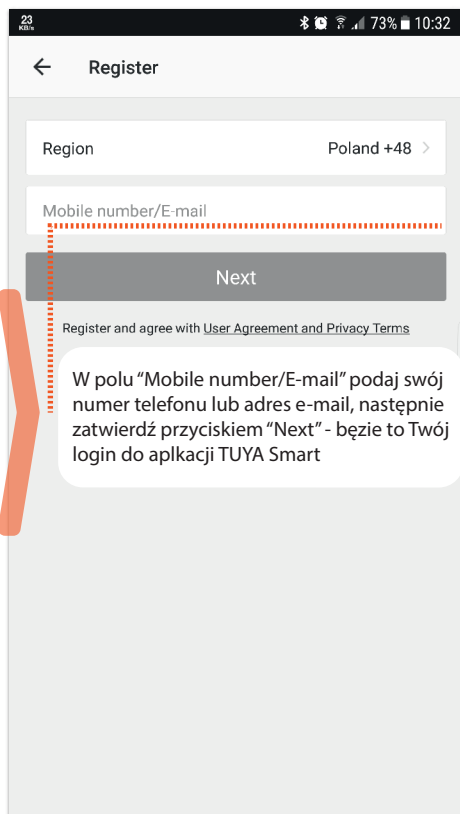 23
KB/s
73% 10:32
Register
Region Poland +48
Mobile number/E-mail
Next
Register and agree with User Agreement and Privacy Terms
W polu “Mobile number/E-mail” podaj swój
numer telefonu lub adres e-mail, następnie
zatwierdź przyciskiem “Next” - bęzie to Twój
login do aplkacji TUYA Smart